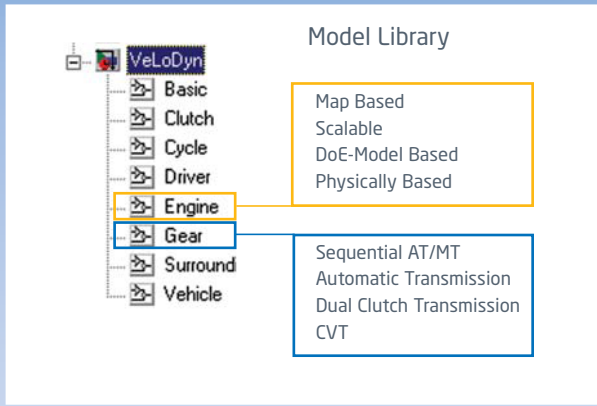 Model Library
VeLoDyn
Basic
Clutch
Cycle
Driver
Engine
Gear
Surround
Vehicle
Map Based
Scalable
DoE-Model Based
Physically Based
Sequential AT/MT
Automatic Transmission
Dual Clutch Transmission
CVT